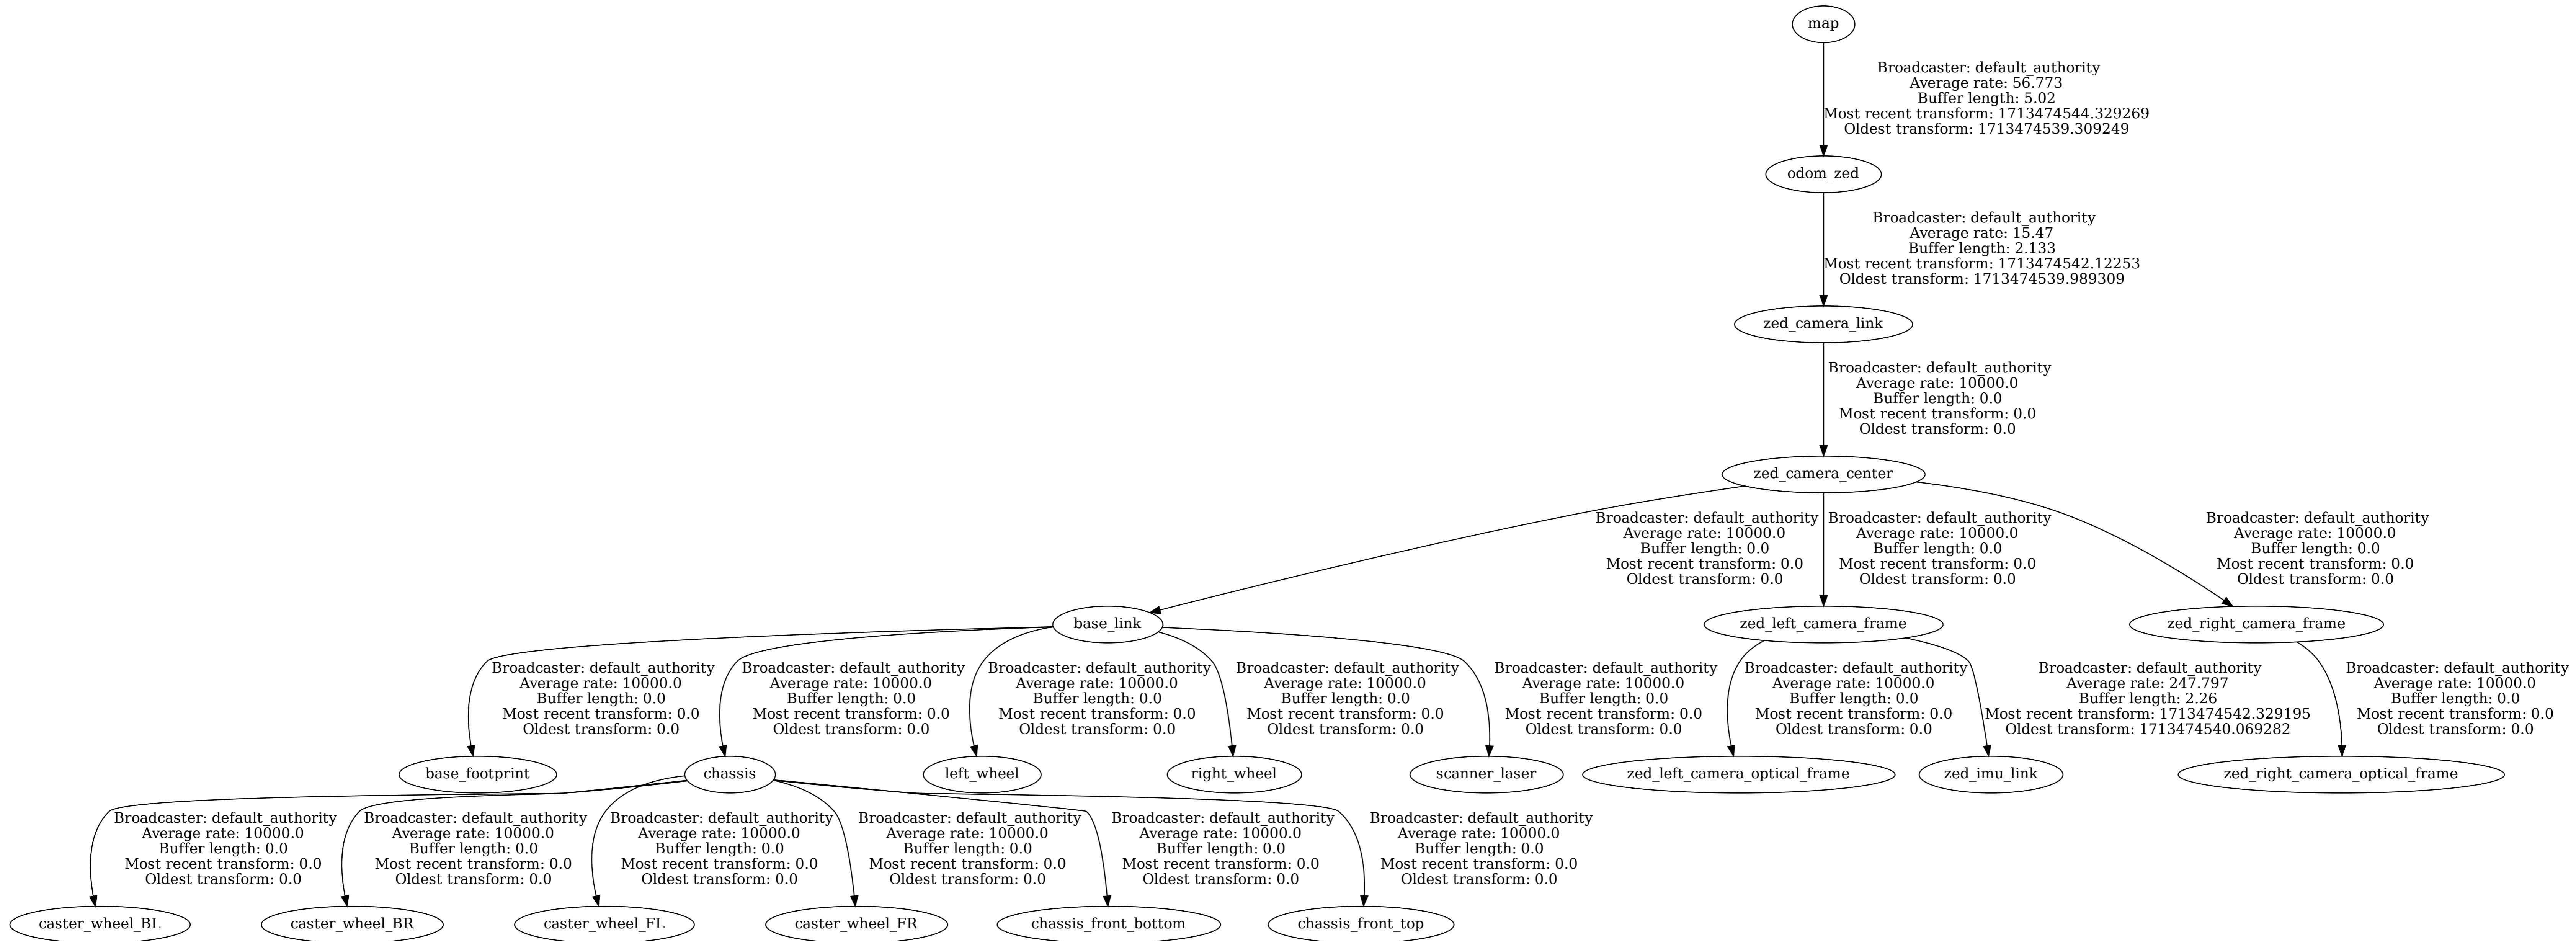 map
Broadcaster: default_authority
Average rate: 56.773
Buffer length: 5.02
Most recent transform: 1713474544.329269
Oldest transform: 1713474539.309249
odom_zed
Broadcaster: default_authority
Average rate: 15.47
Buffer length: 2.133
Most recent transform: 1713474542.12253
Oldest transform: 1713474539.989309
zed_camera_link
Broadcaster: default_authority
Average rate: 10000.0
Buffer length: 0.0
Most recent transform: 0.0
Oldest transform: 0.0
zed_camera_center
Broadcaster: default_authority
Average rate: 10000.0
Buffer length: 0.0
Most recent transform: 0.0
Oldest transform: 0.0
Broadcaster: default_authority
Average rate: 10000.0
Buffer length: 0.0
Most recent transform: 0.0
Oldest transform: 0.0
Broadcaster: default_authority
Average rate: 10000.0
Buffer length: 0.0
Most recent transform: 0.0
Oldest transform: 0.0
base_link
zed_left_camera_frame
zed_right_camera_frame
Broadcaster: default_authority
Average rate: 10000.0
Buffer length: 0.0
Most recent transform: 0.0
Oldest transform: 0.0
Broadcaster: default_authority
Average rate: 10000.0
Buffer length: 0.0
Most recent transform: 0.0
Oldest transform: 0.0
Broadcaster: default_authority
Average rate: 10000.0
Buffer length: 0.0
Most recent transform: 0.0
Oldest transform: 0.0
Broadcaster: default_authority
Average rate: 10000.0
Buffer length: 0.0
Most recent transform: 0.0
Oldest transform: 0.0
Broadcaster: default_authority
Average rate: 10000.0
Buffer length: 0.0
Most recent transform: 0.0
Oldest transform: 0.0
Broadcaster: default_authority
Average rate: 10000.0
Buffer length: 0.0
Most recent transform: 0.0
Oldest transform: 0.0
Broadcaster: default_authority
Average rate: 247.797
Buffer length: 2.26
Most recent transform: 1713474542.329195
Oldest transform: 1713474540.069282
Broadcaster: default_authority
Average rate: 10000.0
Buffer length: 0.0
Most recent transform: 0.0
Oldest transform: 0.0
base_footprint
chassis
left_wheel
right_wheel
scanner_laser
zed_left_camera_optical_frame
zed_imu_link
zed_right_camera_optical_frame
Broadcaster: default_authority
Average rate: 10000.0
Buffer length: 0.0
Most recent transform: 0.0
Oldest transform: 0.0
Broadcaster: default_authority
Average rate: 10000.0
Buffer length: 0.0
Most recent transform: 0.0
Oldest transform: 0.0
Broadcaster: default_authority
Average rate: 10000.0
Buffer length: 0.0
Most recent transform: 0.0
Oldest transform: 0.0
Broadcaster: default_authority
Average rate: 10000.0
Buffer length: 0.0
Most recent transform: 0.0
Oldest transform: 0.0
Broadcaster: default_authority
Average rate: 10000.0
Buffer length: 0.0
Most recent transform: 0.0
Oldest transform: 0.0
Broadcaster: default_authority
Average rate: 10000.0
Buffer length: 0.0
Most recent transform: 0.0
Oldest transform: 0.0
caster_wheel_BL
caster_wheel_BR
caster_wheel_FL
caster_wheel_FR
chassis_front_bottom
chassis_front_top